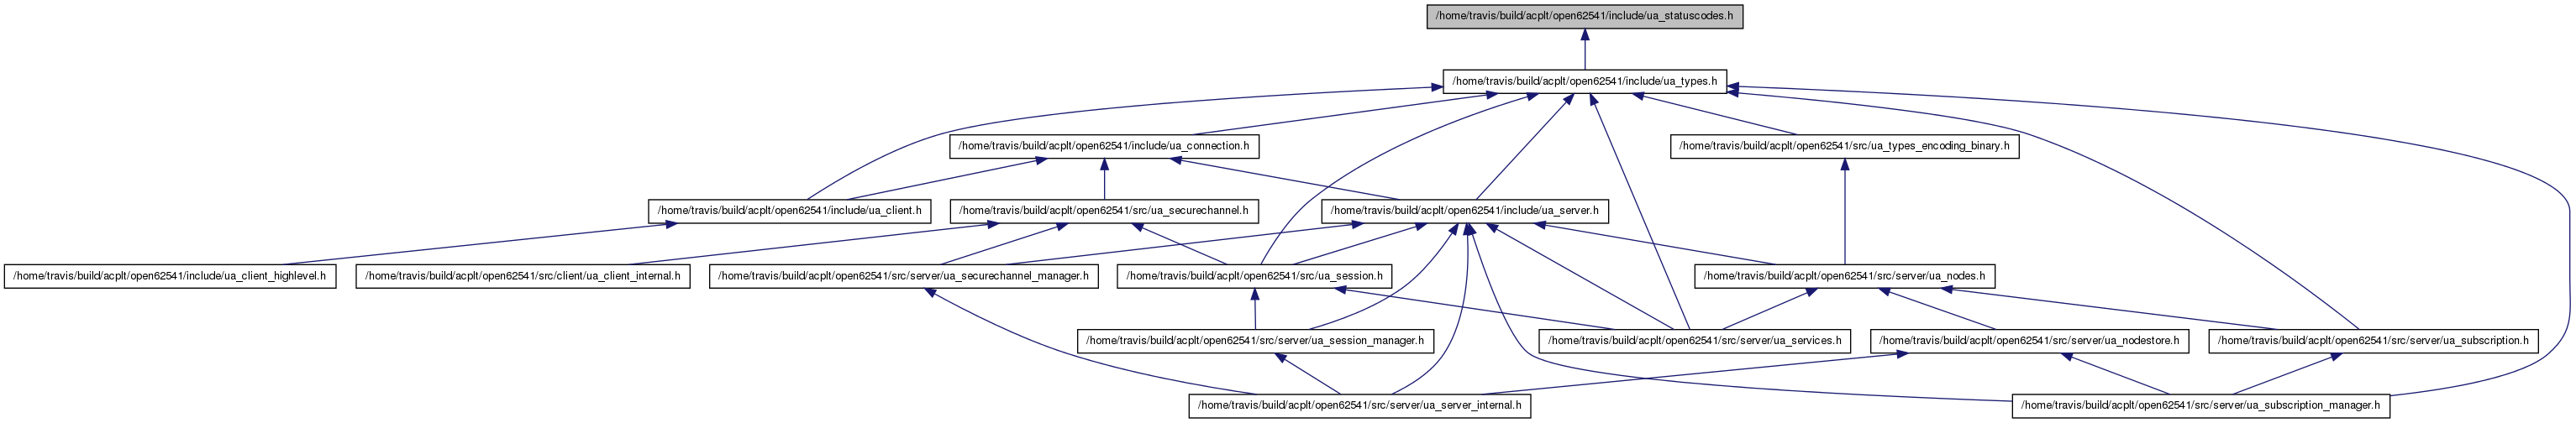 /home/travis/build/acplt/open62541/include/ua_statuscodes.h
/home/travis/build/acplt/open62541/include/ua_types.h
/home/travis/build/acplt/open62541/include/ua_connection.h
/home/travis/build/acplt/open62541/src/ua_types_encoding_binary.h
/home/travis/build/acplt/open62541/include/ua_client.h
/home/travis/build/acplt/open62541/src/ua_securechannel.h
/home/travis/build/acplt/open62541/include/ua_server.h
/home/travis/build/acplt/open62541/include/ua_client_highlevel.h
/home/travis/build/acplt/open62541/src/client/ua_client_internal.h
/home/travis/build/acplt/open62541/src/server/ua_securechannel_manager.h
/home/travis/build/acplt/open62541/src/ua_session.h
/home/travis/build/acplt/open62541/src/server/ua_nodes.h
/home/travis/build/acplt/open62541/src/server/ua_session_manager.h
/home/travis/build/acplt/open62541/src/server/ua_services.h
/home/travis/build/acplt/open62541/src/server/ua_nodestore.h
/home/travis/build/acplt/open62541/src/server/ua_subscription.h
/home/travis/build/acplt/open62541/src/server/ua_server_internal.h
/home/travis/build/acplt/open62541/src/server/ua_subscription_manager.h